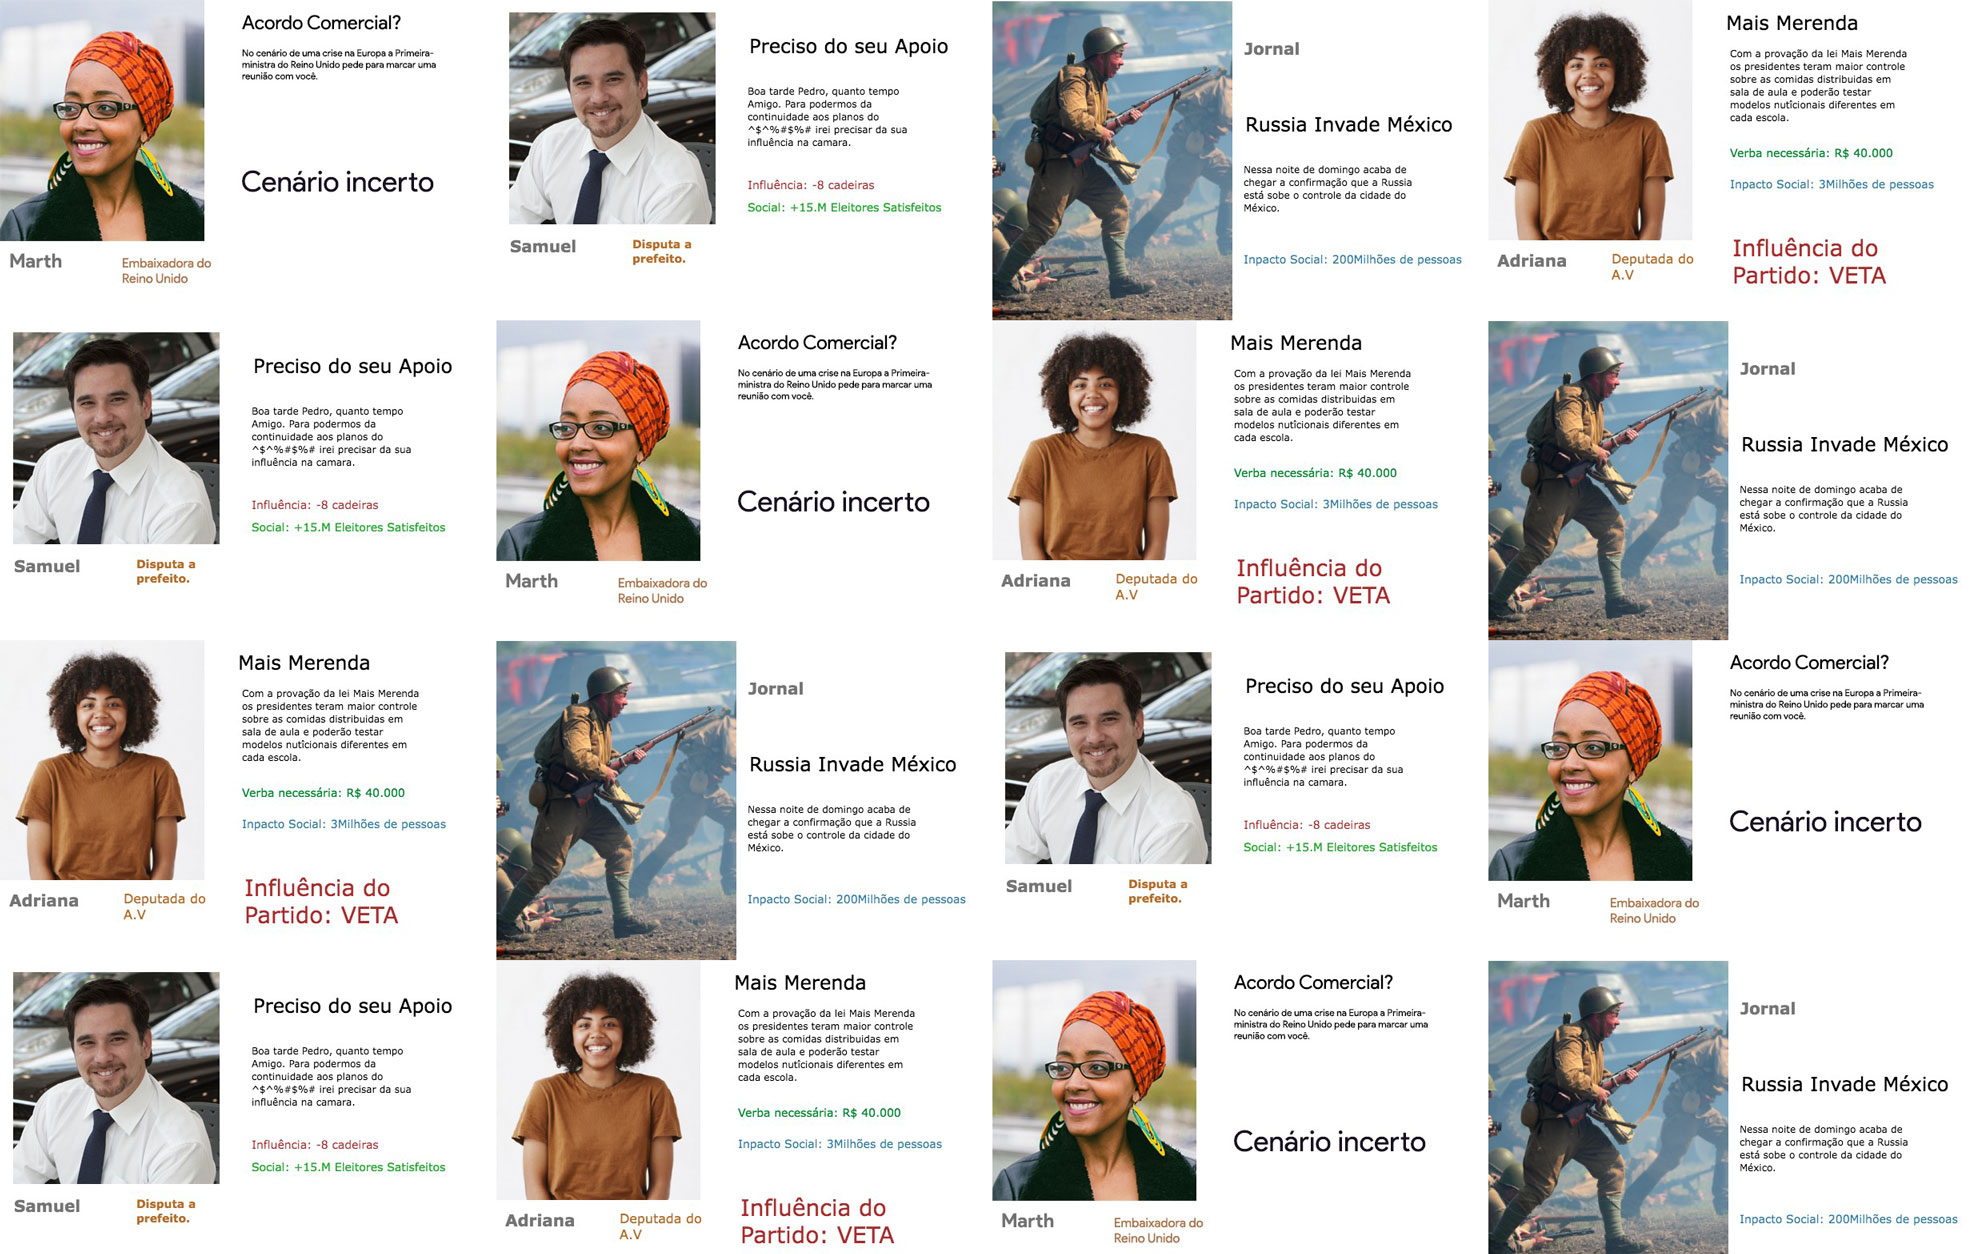 Acordo Comercial?
No cenário de uma crise na Europa a Primeira-
ministra do Reino Unido pede para marcar uma
reunião com você.
Cenário incerto
Marth
Embaixadora do
Reino Unido
Preciso do seu Apoio
Boa tarde Pedro, quanto tempo
Amigo. Para podermos da
continuidade aos planos do
^$^%#$%# irei precisar da sua
influência na camara.
Influência: -8 cadeiras
Social: +15.M Eleitores Satisfeitos
Samuel
Disputa a
prefeito.
Jornal
Russia Invade México
Nessa noite de domingo acaba de
chegar a confirmação que a Russia
está sobe o controle da cidade do
México.
Inpacto Social: 200Milhões de pessoas
Mais Merenda
Com a provação da lei Mais Merenda
os presidentes teram maior controle
sobre as comidas distribuidas em
sala de aula e poderão testar
modelos nutîcionais diferentes em
cada escola.
Verba necessária: R$ 40.000
Inpacto Social: 3Milhões de pessoas
Influência do
Partido: VETA
Adriana
Deputada do
A.V
Preciso do seu Apoio
Boa tarde Pedro, quanto tempo
Amigo. Para podermos da
continuidade aos planos do
^$^%#$%# irei precisar da sua
influência na camara.
Influência: -8 cadeiras
Social: +15.M Eleitores Satisfeitos
Samuel
Disputa a
prefeito.
Acordo Comercial?
No cenário de uma crise na Europa a Primeira-
ministra do Reino Unido pede para marcar uma
reunião com você.
Cenário incerto
Marth
Embaixadora do
Reino Unido
Mais Merenda
Com a provação da lei Mais Merenda
os presidentes teram maior controle
sobre as comidas distribuidas em
sala de aula e poderão testar
modelos nutîcionais diferentes em
cada escola.
Verba necessária: R$ 40.000
Inpacto Social: 3Milhões de pessoas
Influência do
Partido: VETA
Adriana
Deputada do
A.V
Jornal
Russia Invade México
Nessa noite de domingo acaba de
chegar a confirmação que a Russia
está sobe o controle da cidade do
México.
Inpacto Social: 200Milhões de pessoas
Mais Merenda
Com a provação da lei Mais Merenda
os presidentes teram maior controle
sobre as comidas distribuidas em
sala de aula e poderão testar
modelos nutîcionais diferentes em
cada escola.
Verba necessária: R$ 40.000
Inpacto Social: 3Milhões de pessoas
Influência do
Partido: VETA
Adriana
Deputada do
A.V
Jornal
Russia Invade México
Nessa noite de domingo acaba de
chegar a confirmação que a Russia
está sobe o controle da cidade do
México.
Inpacto Social: 200Milhões de pessoas
Preciso do seu Apoio
Boa tarde Pedro, quanto tempo
Amigo. Para podermos da
continuidade aos planos do
^$^%#$%# irei precisar da sua
influência na camara.
Influência: -8 cadeiras
Social: +15.M Eleitores Satisfeitos
Samuel
Disputa a
prefeito.
Acordo Comercial?
No cenário de uma crise na Europa a Primeira-
ministra do Reino Unido pede para marcar uma
reunião com você.
Cenário incerto
Marth
Embaixadora do
Reino Unido
Preciso do seu Apoio
Boa tarde Pedro, quanto tempo
Amigo. Para podermos da
continuidade aos planos do
^$^%#$%# irei precisar da sua
influência na camara.
Influência: -8 cadeiras
Social: +15.M Eleitores Satisfeitos
Samuel
Disputa a
prefeito.
Mais Merenda
Com a provação da lei Mais Merenda
os presidentes teram maior controle
sobre as comidas distribuidas em
sala de aula e poderão testar
modelos nutîcionais diferentes em
cada escola.
Verba necessária: R$ 40.000
Inpacto Social: 3Milhões de pessoas
Influência do
Partido: VETA
Adriana
Deputada do
A.V
Acordo Comercial?
No cenário de uma crise na Europa a Primeira-
ministra do Reino Unido pede para marcar uma
reunião com você.
Cenário incerto
Marth
Embaixadora do
Reino Unido
Jornal
Russia Invade México
Nessa noite de domingo acaba de
chegar a confirmação que a Russia
está sobe o controle da cidade do
México.
Inpacto Social: 200Milhões de pessoas